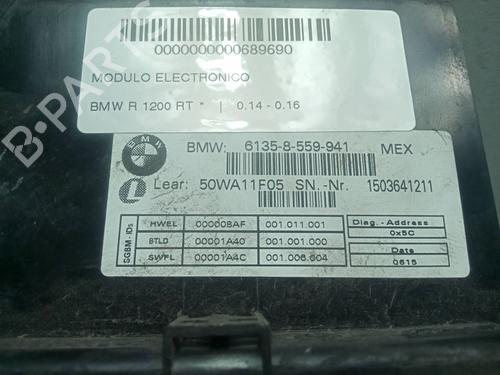 0000000000689690
MODULO ELECTRONICO
BMW R 1200 RT * | 0.14 - 0.16
BMW
BMW: 6135-8-559-941 MEX
L Lear: 50WA11F05 SN.-Nr. 1503641211
SGBM-IDs
HWEL 000008AF 001.011.001 Diag.-Address
BTLD 00001A40 001.001.000 0x5C
Date
SWFL 00001A4C 001.006.004 0615
B-PARTS